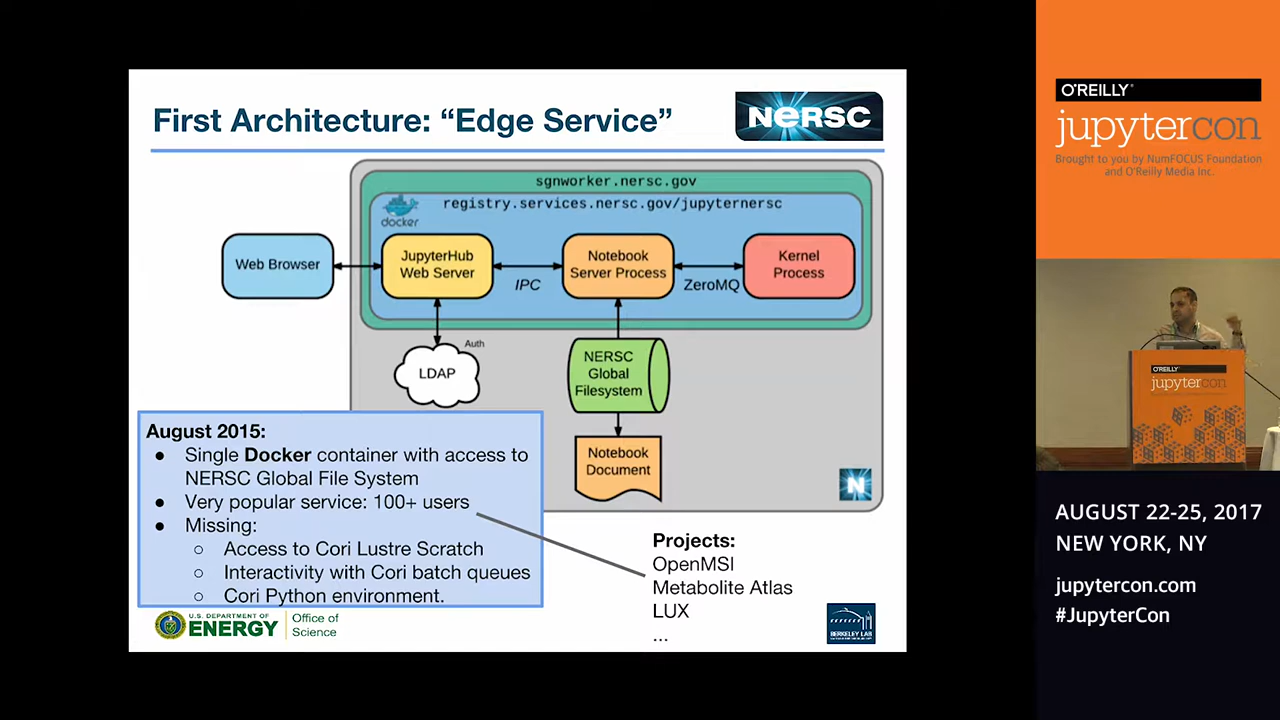 First Architecture: “Edge Service”
NERSC
sgnworker.nersc.gov
registry.services.nersc.gov/jupyternersc
docker
Web Browser
JupyterHub
Web Server
IPC
Notebook
Server Process
ZeroMQ
Kernel
Process
Auth
LDAP
NERSC
Global
Filesystem
Notebook
Document
N
August 2015:
● Single Docker container with access to
NERSC Global File System
● Very popular service: 100+ users
● Missing:
○ Access to Cori Lustre Scratch
○ Interactivity with Cori batch queues
○ Cori Python environment.
Projects:
OpenMSI
Metabolite Atlas
LUX
...
U.S. DEPARTMENT OF
ENERGY
Office of
Science
BERKELEY LAB
O'REILLY®
jupytercon
Brought to you by NumFOCUS Foundation
and O'Reilly Media Inc.
O'REILLY
jupytercon
AUGUST 22-25, 2017
NEW YORK, NY
jupytercon.com
#JupyterCon